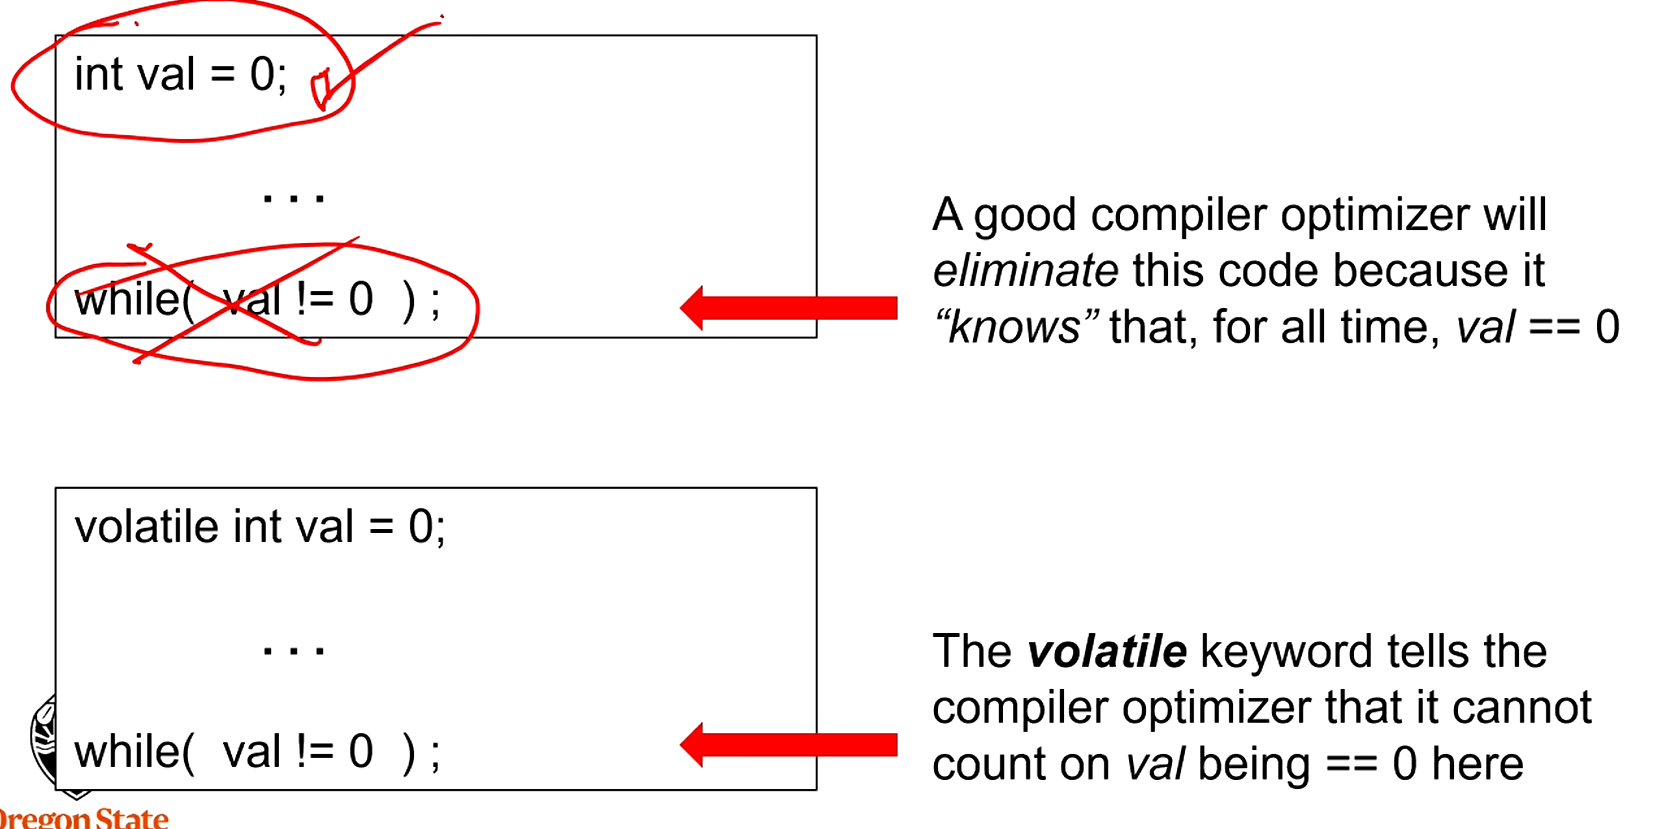 int val = 0;
. . .
while( val != 0 ) ;
A good compiler optimizer will
eliminate this code because it
“knows” that, for all time, val == 0
volatile int val = 0;
. . .
while( val != 0 ) ;
The volatile keyword tells the
compiler optimizer that it cannot
count on val being == 0 here
Oregon State